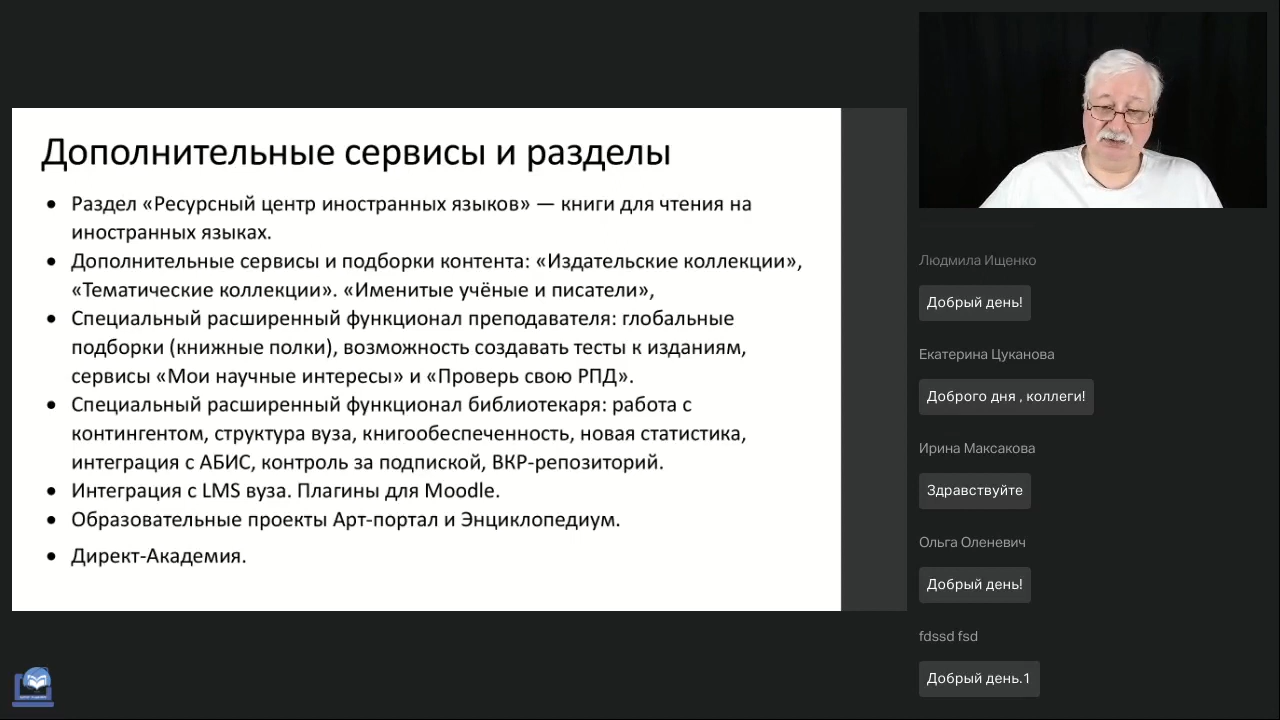 Дополнительные сервисы и разделы
• Раздел «Ресурсный центр иностранных языков» — книги для чтения на
иностранных языках.
• Дополнительные сервисы и подборки контента: «Издательские коллекции»,
«Тематические коллекции». «Именитые учёные и писатели»,
• Специальный расширенный функционал преподавателя: глобальные
подборки (книжные полки), возможность создавать тесты к изданиям,
сервисы «Мои научные интересы» и «Проверь свою РПД».
• Специальный расширенный функционал библиотекаря: работа с
контингентом, структура вуза, книгообеспеченность, новая статистика,
интеграция с АБИС, контроль за подпиской, ВКР-репозиторий.
• Интеграция с LMS вуза. Плагины для Moodle.
• Образовательные проекты Арт-портал и Энциклопедиум.
• Директ-Академия.
Людмила Ищенко
Добрый день!
Екатерина Цуканова
Доброго дня , коллеги!
Ирина Максакова
Здравствуйте
Ольга Оленевич
Добрый день!
fdssd fsd
Добрый день.1